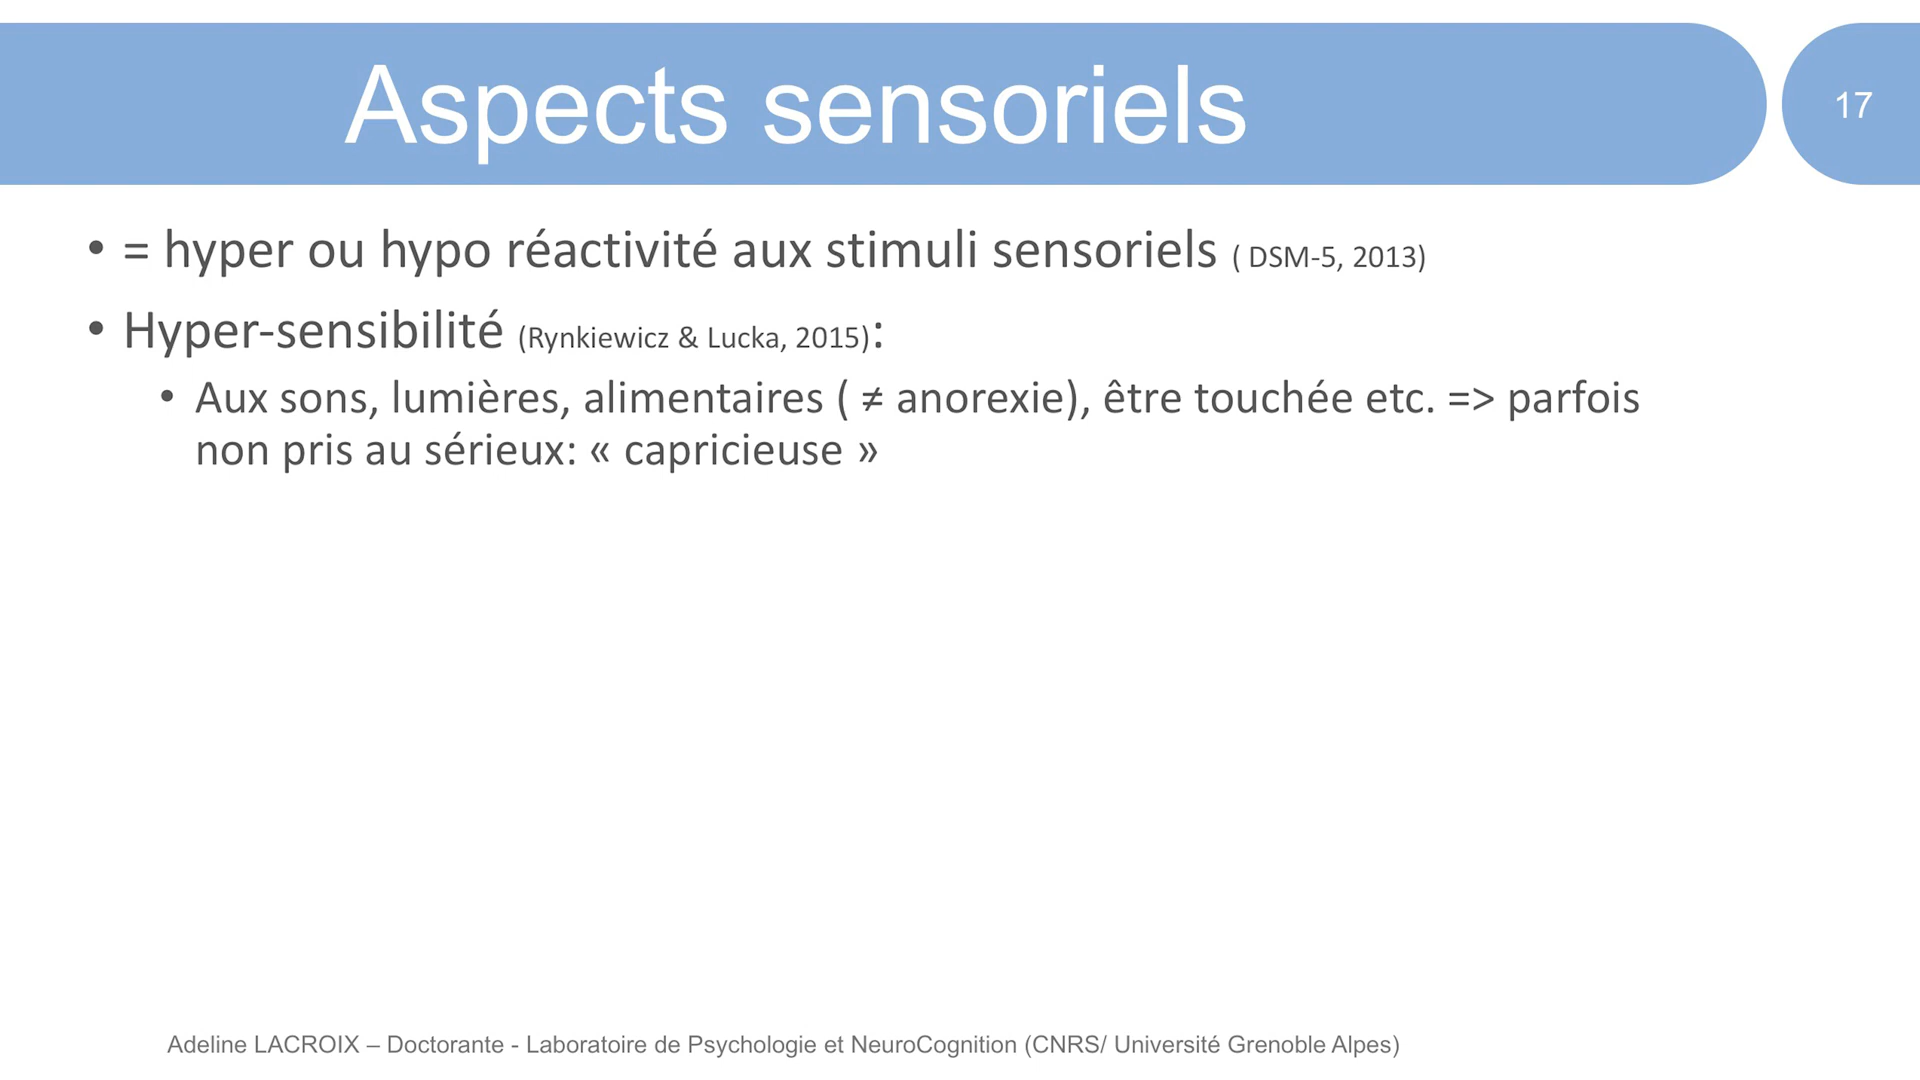 Aspects sensoriels
17
• = hyper ou hypo réactivité aux stimuli sensoriels ( DSM-5, 2013)
• Hyper-sensibilité (Rynkiewicz & Lucka, 2015):
• Aux sons, lumières, alimentaires ( ≠ anorexie), être touchée etc. => parfois
non pris au sérieux: « capricieuse »
Adeline LACROIX – Doctorante - Laboratoire de Psychologie et NeuroCognition (CNRS/ Université Grenoble Alpes)